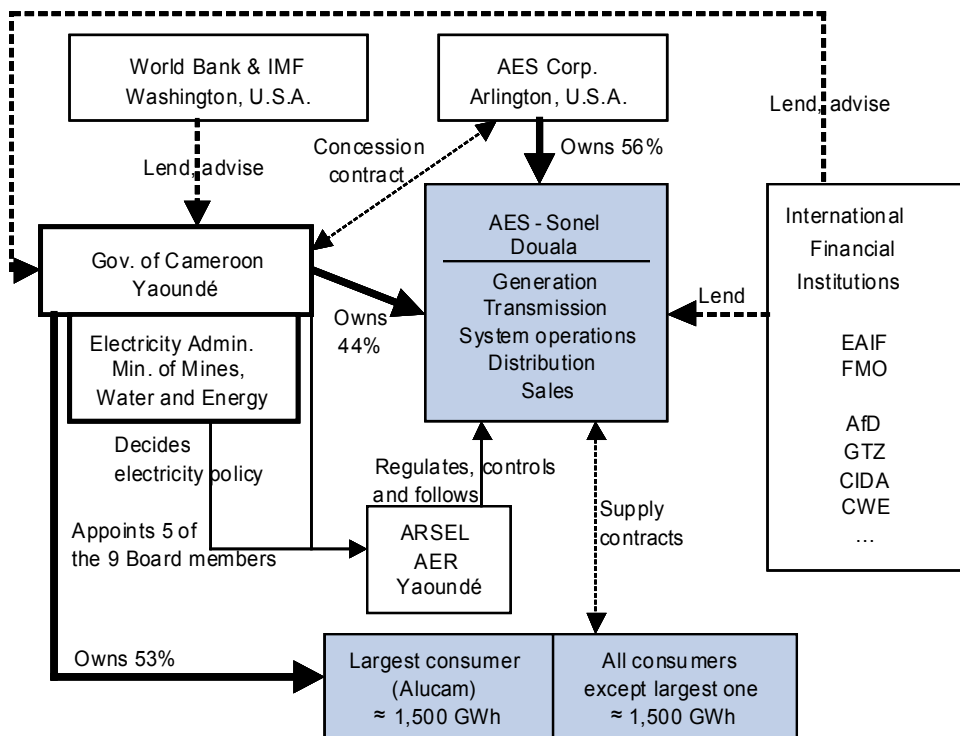 World Bank & IMF
Washington, U.S.A.
AES Corp.
Arlington, U.S.A.
Lend, advise
Concession
contract
Owns 56%
Lend, advise
International
Financial
Institutions
EAIF
FMO
AfD
GTZ
CIDA
CWE
...
AES - Sonel
Douala
Generation
Transmission
System operations
Distribution
Sales
Gov. of Cameroon
Yaoundé
Owns
44%
Lend
Electricity Admin.
Min. of Mines,
Water and Energy
Decides
electricity policy
Regulates, controls
and follows
Appoints 5 of
the 9 Board members
ARSEL
AER
Yaoundé
Supply
contracts
Owns 53%
Largest consumer
(Alucam)
≈ 1,500 GWh
All consumers
except largest one
≈ 1,500 GWh